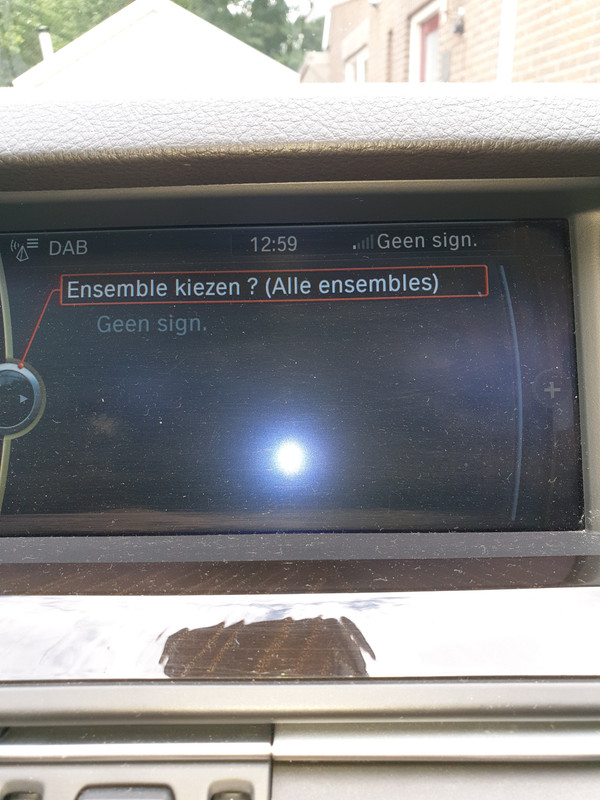 DAB
12:59
Geen sign.
Ensemble kiezen ? (Alle ensembles)
Geen sign.